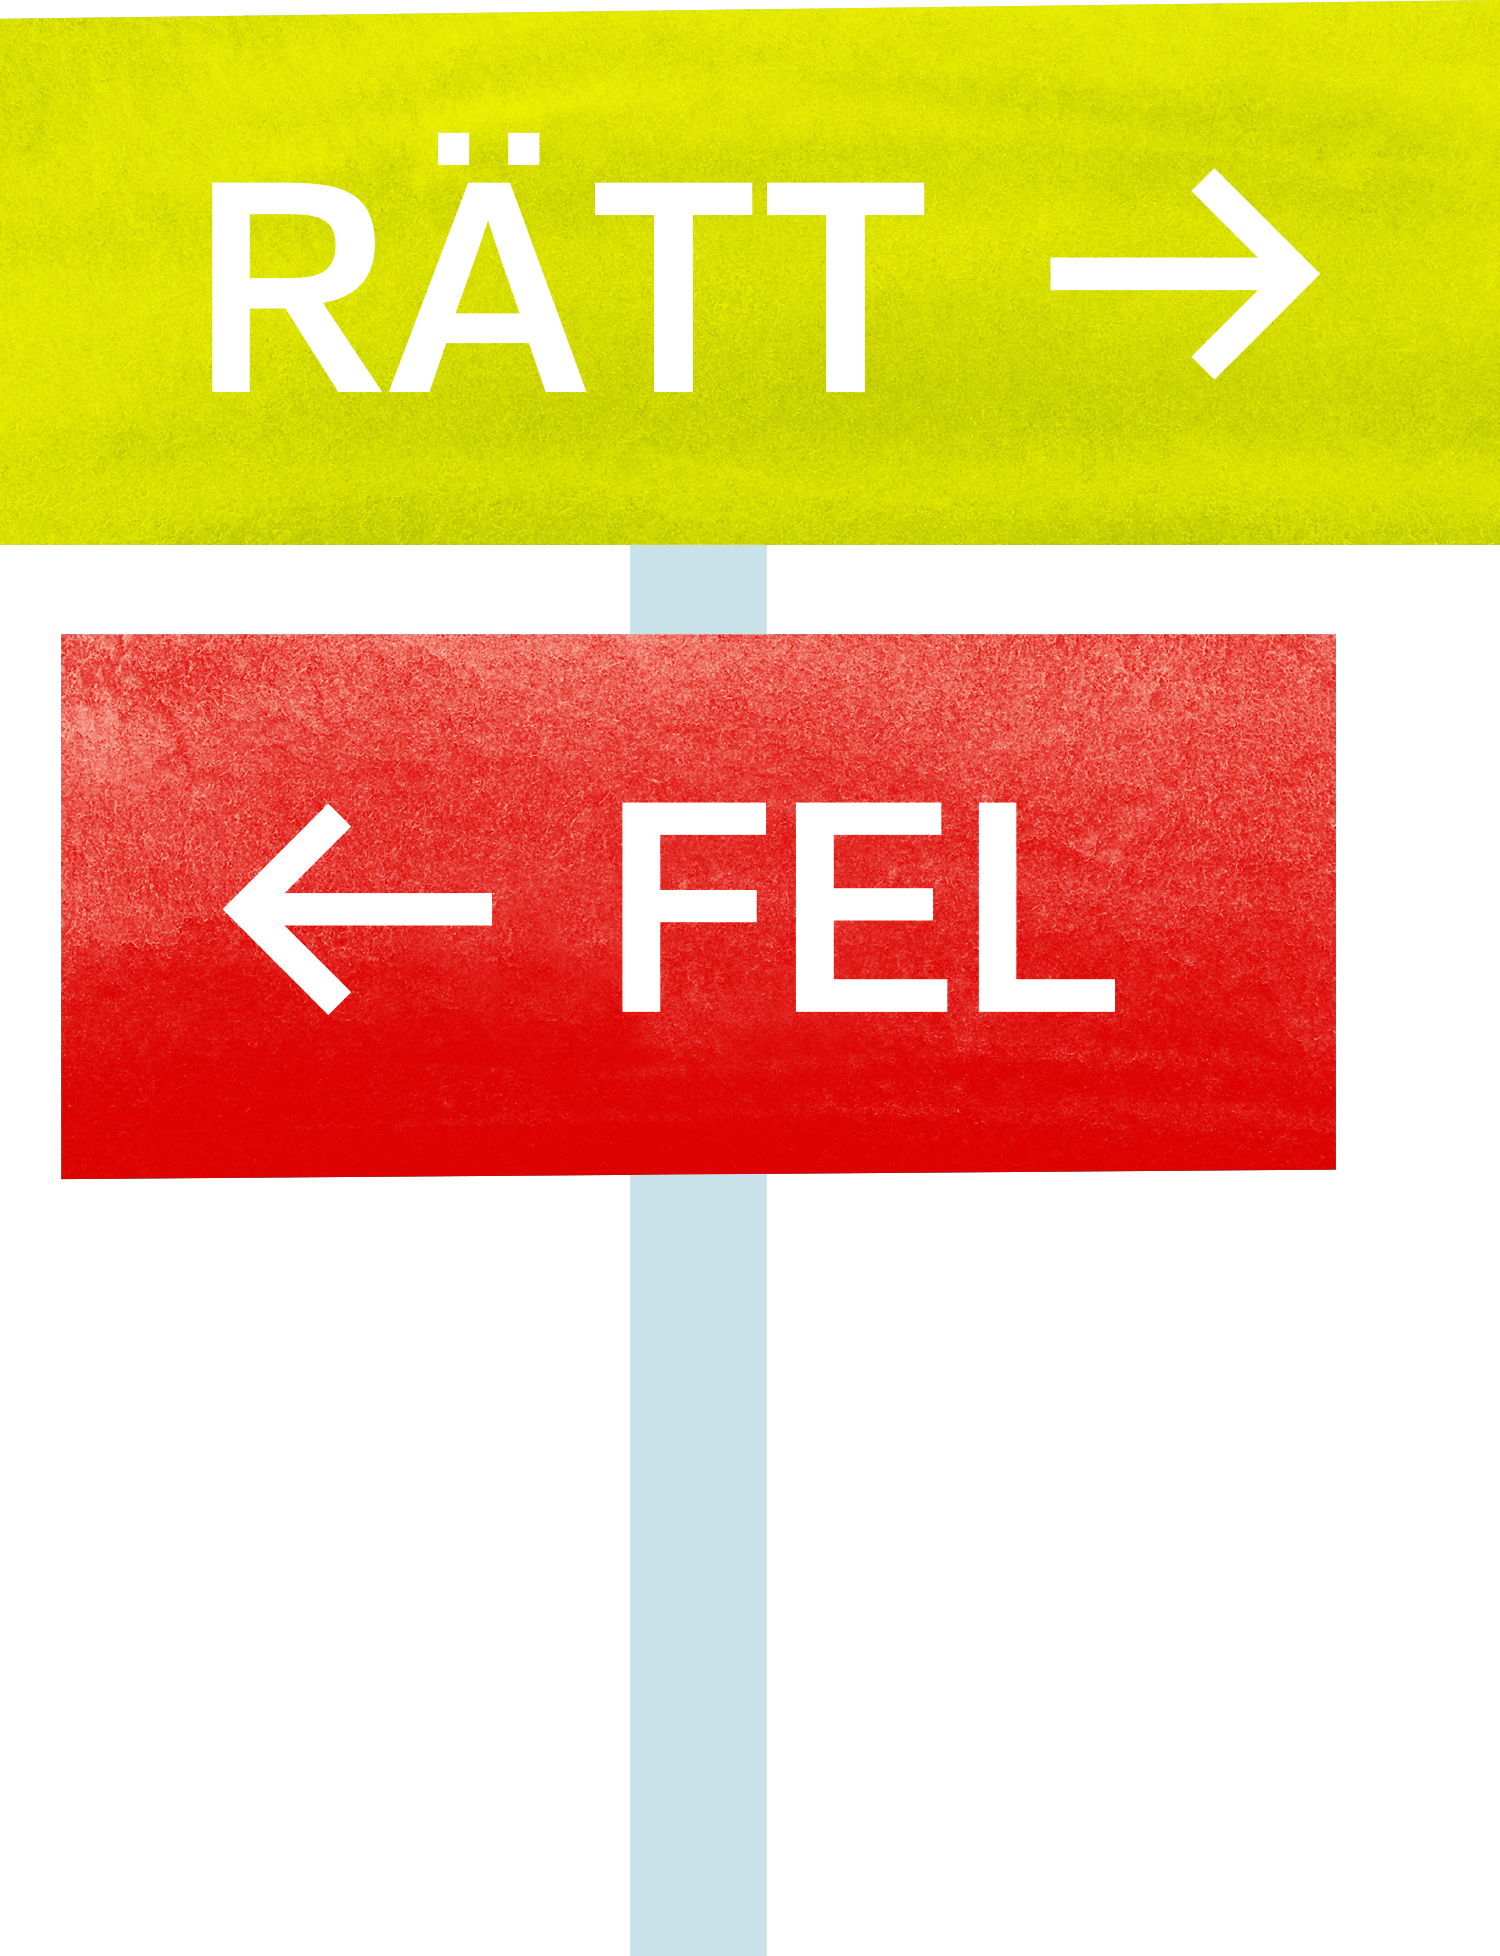 RÄTT →
← FEL